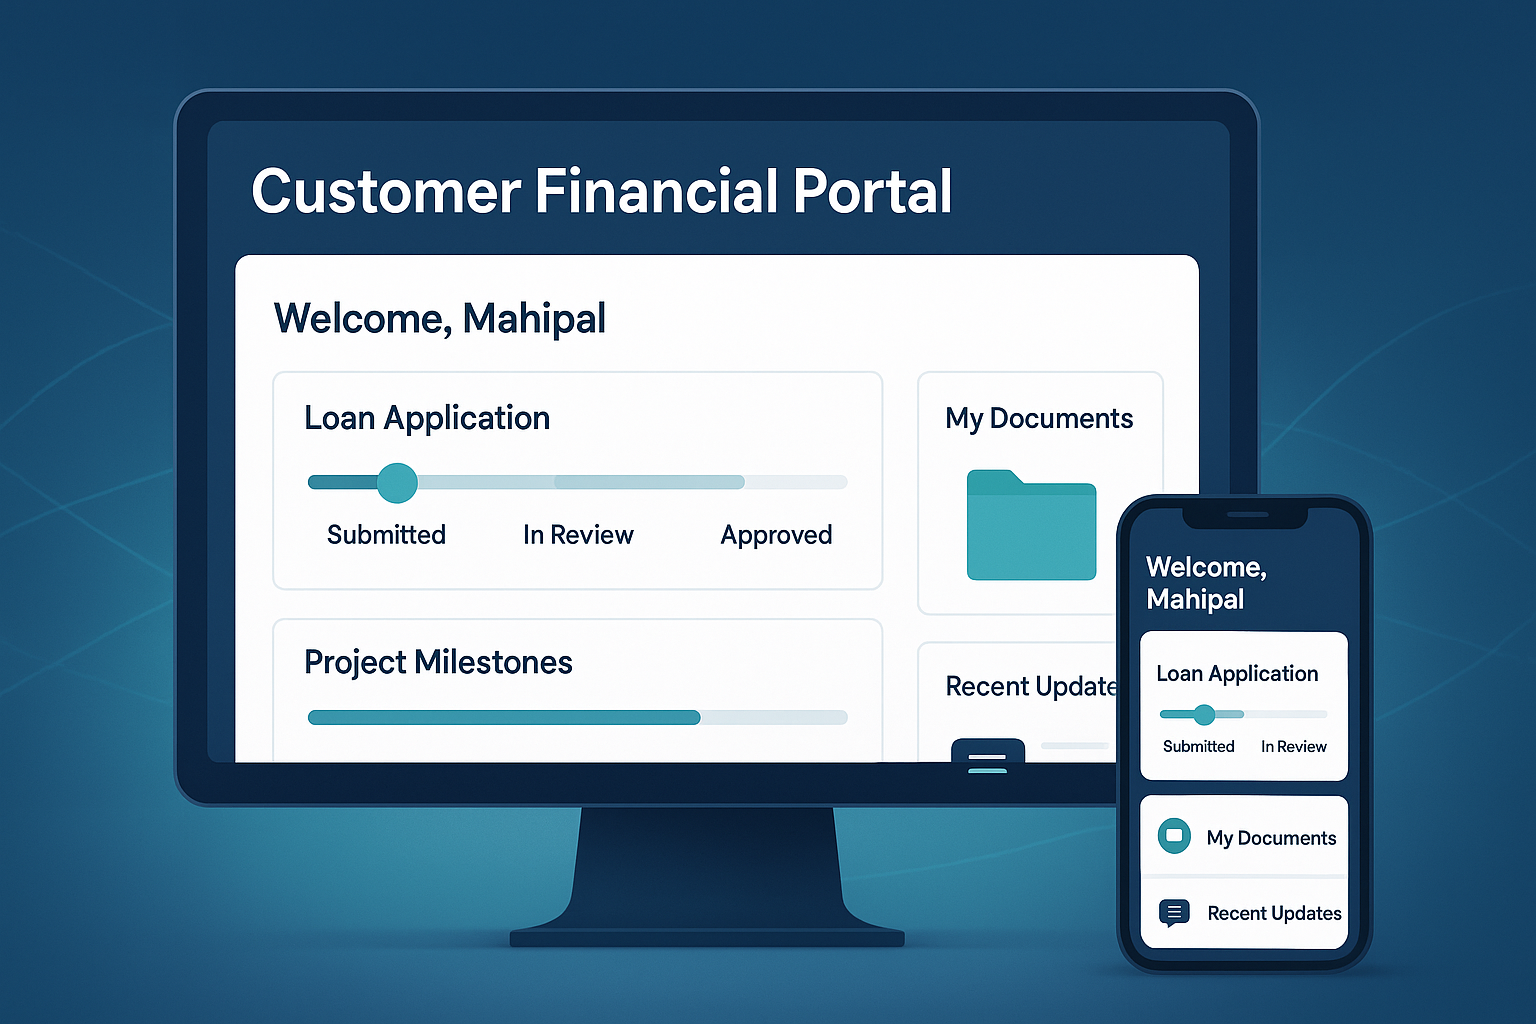 Customer Financial Portal
Welcome, Mahipal
Loan Application
Submitted
In Review
Approved
My Documents
Project Milestones
Recent Update
Welcome,
Mahipal
Loan Application
Submitted
In Review
My Documents
Recent Updates